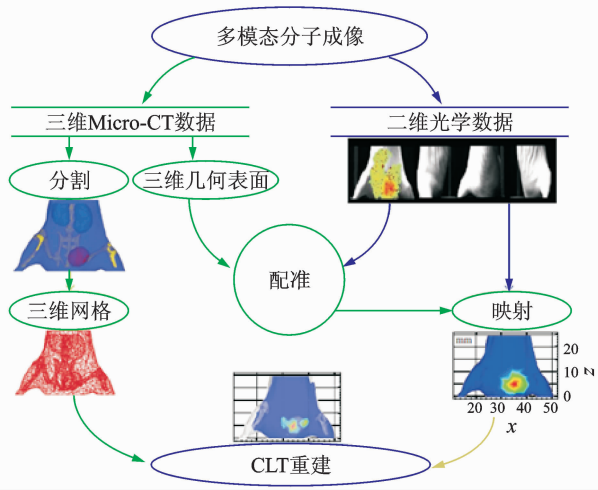 多模态分子成像
三维Micro-CT数据
二维光学数据
分割
三维几何表面
配准
三维网格
映射
20
10
0
z
20 30 40 50
x
CLT重建